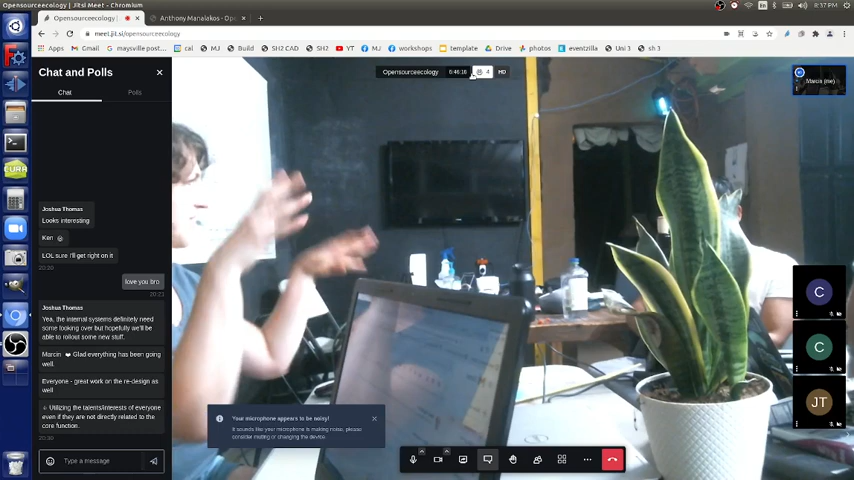 Opensourceecology | Jitsi Meet - Chromium
8:37 PM
Opensourceecology | Jitsi Meet
Anthony Manalakos - Op
meet.jit.si/opensourceecology
Apps
Gmail
maysville post...
cal
MJ
Build
SH2 CAD
SH2
YT
MJ
workshops
template
Drive
photos
eventzilla
Uni 3
sh 3
Chat and Polls
Chat
Polls
Opensourceecology
4
HD
Marcin (me)
Joshua Thomas
Looks interesting
Ken
LOL sure I'll get right on it
20:20
love you bro
20:21
Joshua Thomas
Yea, the internal systems definitely need
some looking over but hopefully we'll be
able to rollout some new stuff.
Marcin ❤ Glad everything has been going
well.
Everyone - great work on the re-design as
well
Utilizing the talents/interests of everyone
even if they are not directly related to the
core function.
20:30
Type a message
Your microphone appears to be noisy!
It sounds like your microphone is making noise, please
consider muting or changing the device.
C
C
JT
CURA